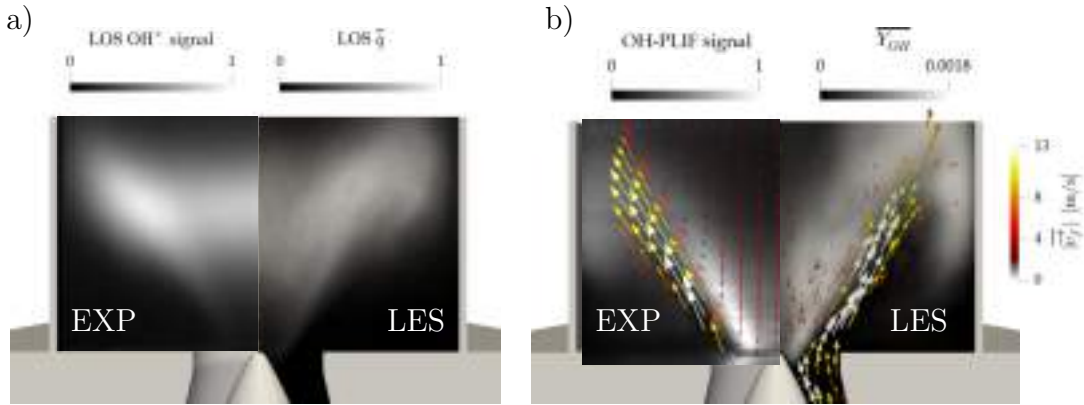 a)
LOS OH* signal
LOS q̄
0 1
0 1
EXP
LES
b)
OH-PLIF signal
Y_OH
0 1
0 0.0018
EXP
LES
13
8
4
0
[m/s]